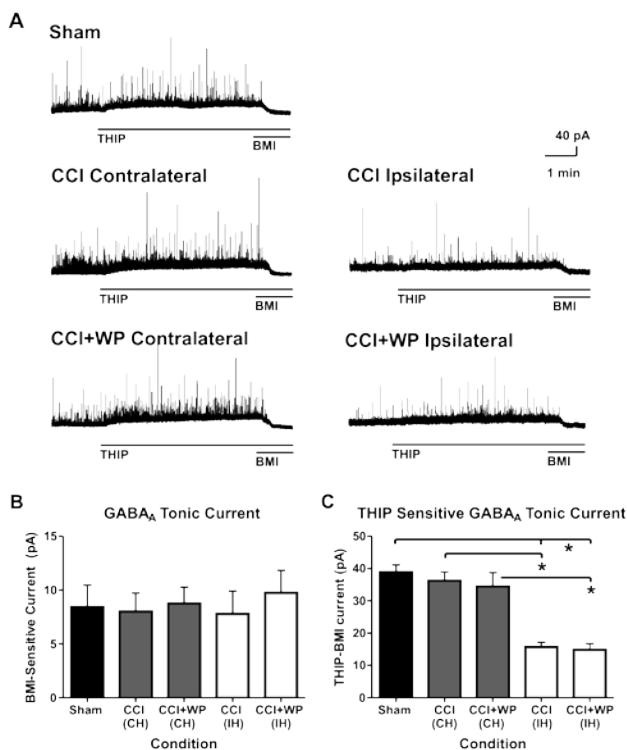 A
Sham
THIP
BMI
40 pA
1 min
CCI Contralateral
CCI Ipsilateral
THIP
BMI
THIP
BMI
CCI+WP Contralateral
CCI+WP Ipsilateral
THIP
BMI
THIP
BMI
B
GABAA Tonic Current
BMI-Sensitive Current (pA)
15
10
5
0
Sham
CCI (CH)
CCI+WP (CH)
CCI (IH)
CCI+WP (IH)
Condition
C
THIP Sensitive GABAA Tonic Current
THIP-BMI current (pA)
50
40
30
20
10
0
*
*
*
Sham
CCI (CH)
CCI+WP (CH)
CCI (IH)
CCI+WP (IH)
Condition